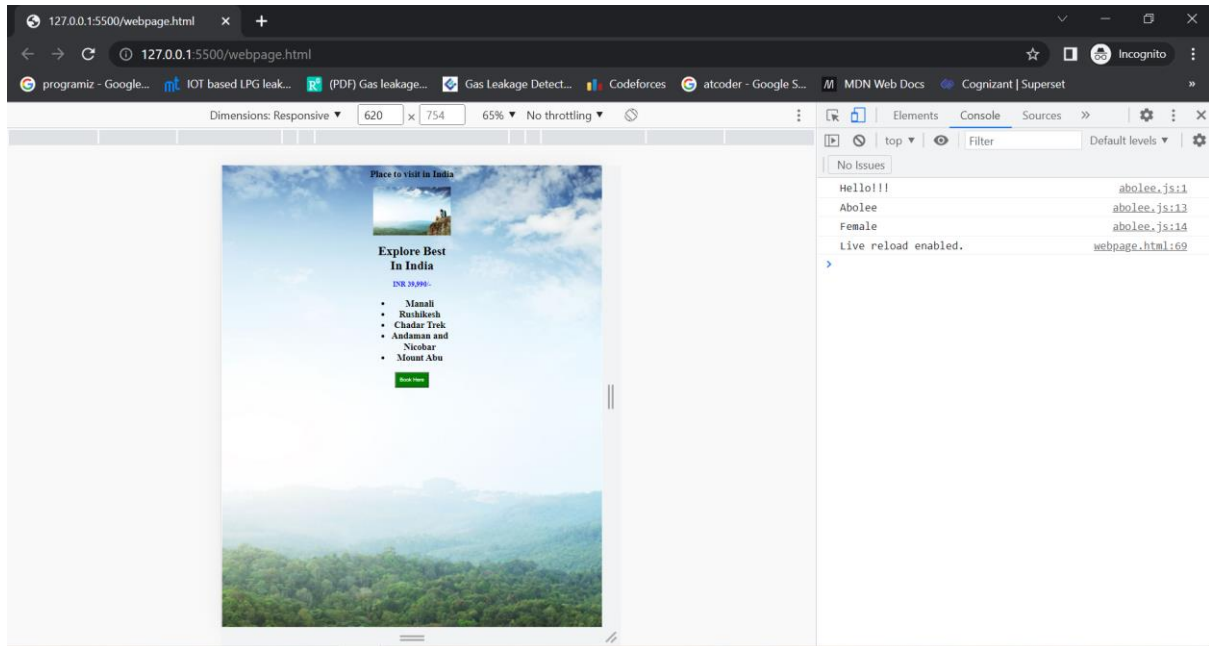 127.0.0.1:5500/webpage.html
127.0.0.1:5500/webpage.html
Incognito
programiz - Google...
mt IOT based LPG leak...
R⁶ (PDF) Gas leakage...
Gas Leakage Detect...
Codeforces
atcoder - Google S...
M MDN Web Docs
Cognizant | Superset
»
Dimensions: Responsive ▼ 620 × 754 65% ▼ No throttling ▼
Elements Console Sources »
top ▼ Filter Default levels ▼
No Issues
Hello!!! abolee.js:1
Abolee abolee.js:13
Female abolee.js:14
Live reload enabled. webpage.html:69
>
Place to visit in India
Explore Best
In India
INR 39,990/-
• Manali
• Rushikesh
• Chadar Trek
• Andaman and
Nicobar
• Mount Abu
Book Here